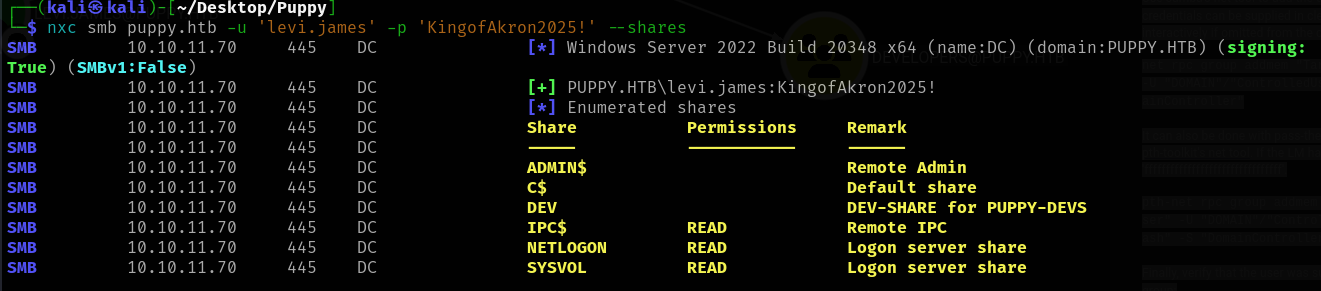 ┌──(kali㉿kali)-[~/Desktop/Puppy]
└─$ nxc smb puppy.htb -u 'levi.james' -p 'KingofAkron2025!' --shares
SMB 10.10.11.70 445 DC [*] Windows Server 2022 Build 20348 x64 (name:DC) (domain:PUPPY.HTB) (signing:
True) (SMBv1:False)
SMB 10.10.11.70 445 DC [+] PUPPY.HTB\levi.james:KingofAkron2025!
SMB 10.10.11.70 445 DC [*] Enumerated shares
SMB 10.10.11.70 445 DC Share Permissions Remark
SMB 10.10.11.70 445 DC ----- ----------- ------
SMB 10.10.11.70 445 DC ADMIN$ Remote Admin
SMB 10.10.11.70 445 DC C$ Default share
SMB 10.10.11.70 445 DC DEV DEV-SHARE for PUPPY-DEVS
SMB 10.10.11.70 445 DC IPC$ READ Remote IPC
SMB 10.10.11.70 445 DC NETLOGON READ Logon server share
SMB 10.10.11.70 445 DC SYSVOL READ Logon server share
DEVELOPERS@PUPPY.HTB